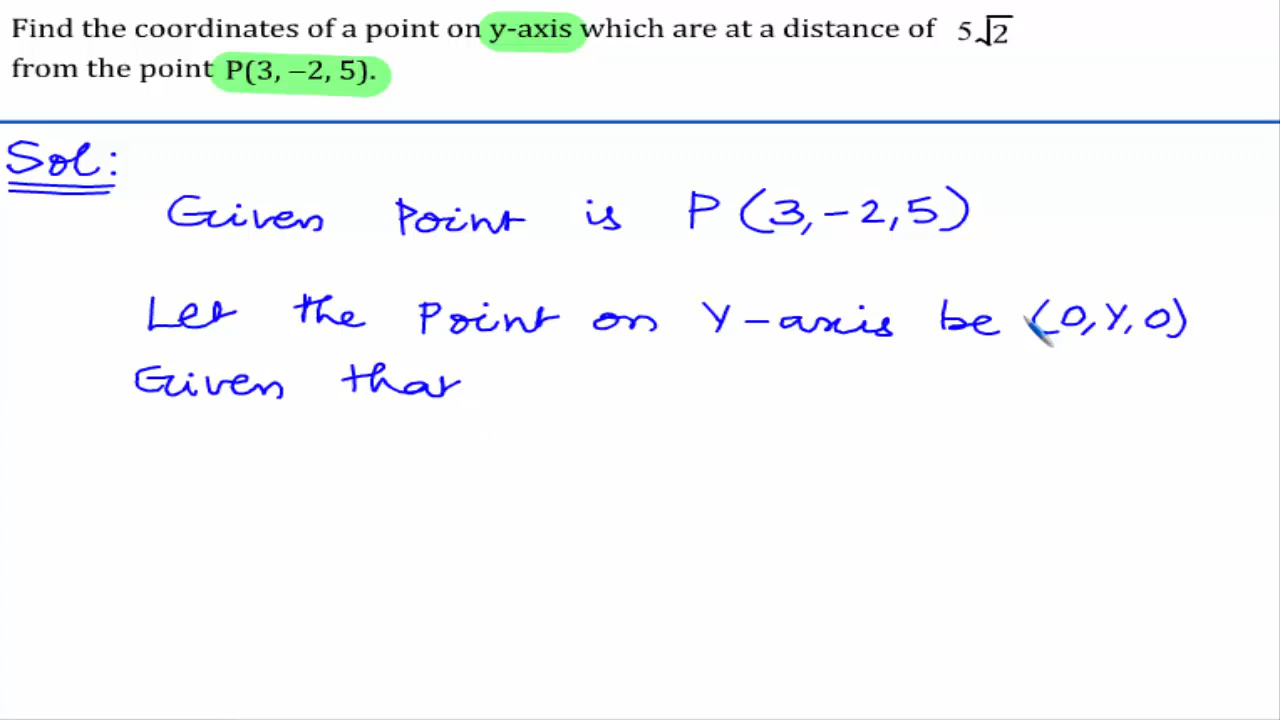 Find the coordinates of a point on y-axis which are at a distance of 5√2
from the point P(3, −2, 5).
Sol:
Given Point is P (3, -2, 5)
Let the Point on Y-axis be (0, Y, 0)
Given that